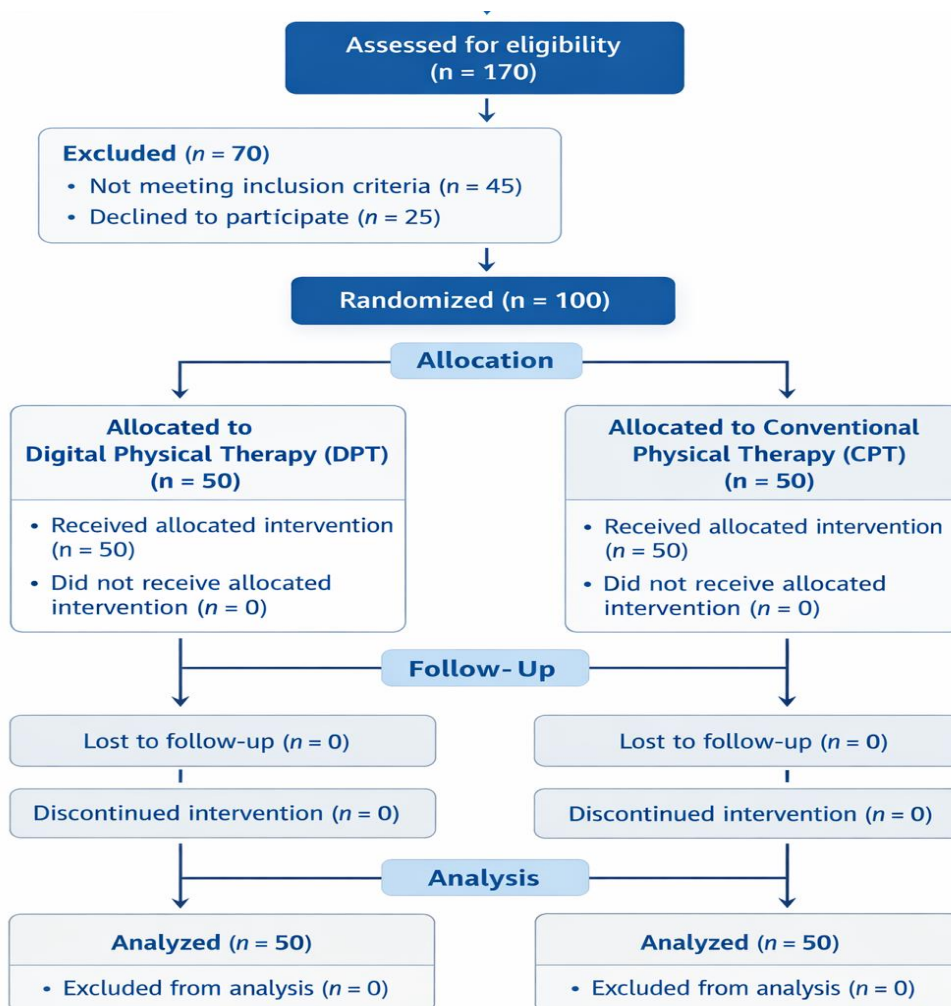 Assessed for eligibility
(n = 170)
Excluded (n = 70)
• Not meeting inclusion criteria (n = 45)
• Declined to participate (n = 25)
Randomized (n = 100)
Allocation
Allocated to
Digital Physical Therapy (DPT)
(n = 50)
• Received allocated intervention
(n = 50)
• Did not receive allocated
intervention (n = 0)
Allocated to Conventional
Physical Therapy (CPT)
(n = 50)
• Received allocated intervention
(n = 50)
• Did not receive allocated
intervention (n = 0)
Follow-Up
Lost to follow-up (n = 0)
Lost to follow-up (n = 0)
Discontinued intervention (n = 0)
Discontinued intervention (n = 0)
Analysis
Analyzed (n = 50)
• Excluded from analysis (n = 0)
Analyzed (n = 50)
• Excluded from analysis (n = 0)